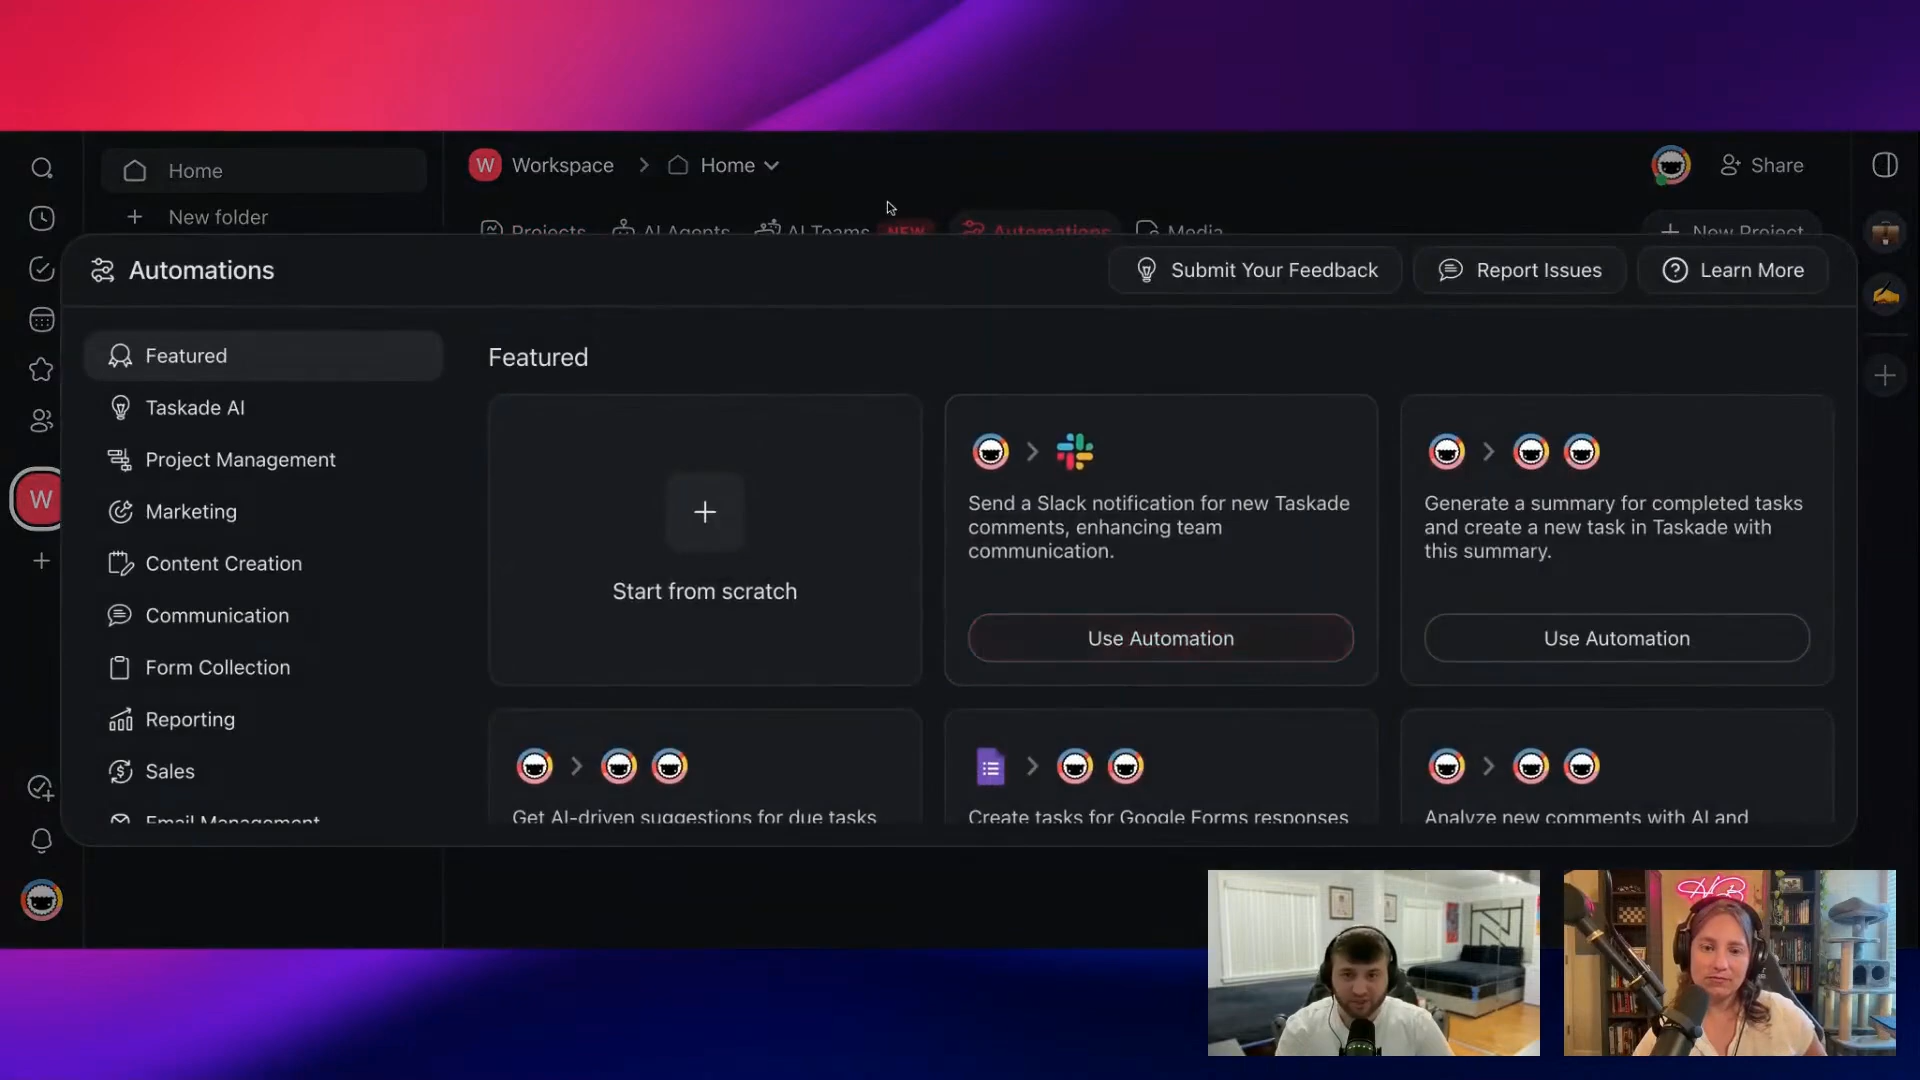 Home
New folder
W Workspace
Home
Share
Projects
AI Agents
AI Teams
NEW
Automations
Media
New Project
Automations
Submit Your Feedback
Report Issues
Learn More
Featured
Taskade AI
Project Management
Marketing
Content Creation
Communication
Form Collection
Reporting
Sales
Email Management
W
Featured
Start from scratch
Send a Slack notification for new Taskade
comments, enhancing team
communication.
Use Automation
Generate a summary for completed tasks
and create a new task in Taskade with
this summary.
Use Automation
Get AI-driven suggestions for due tasks
Create tasks for Google Forms responses
Analyze new comments with AI and